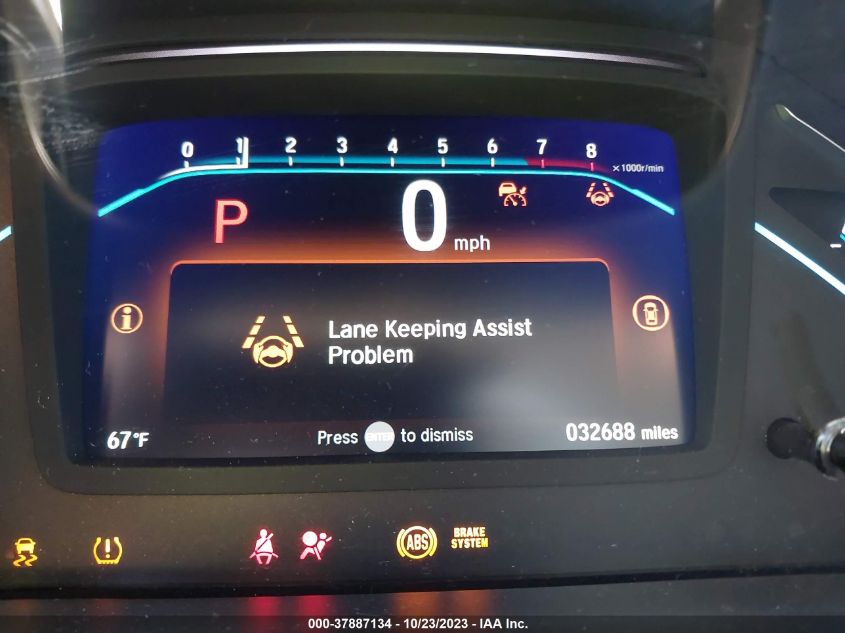 0 1 2 3 4 5 6 7 8
×1000r/min
P 0 mph
Lane Keeping Assist
Problem
67°F Press ENTER to dismiss 032688 miles
ABS BRAKE
SYSTEM
000-37887134 - 10/23/2023 - IAA Inc.